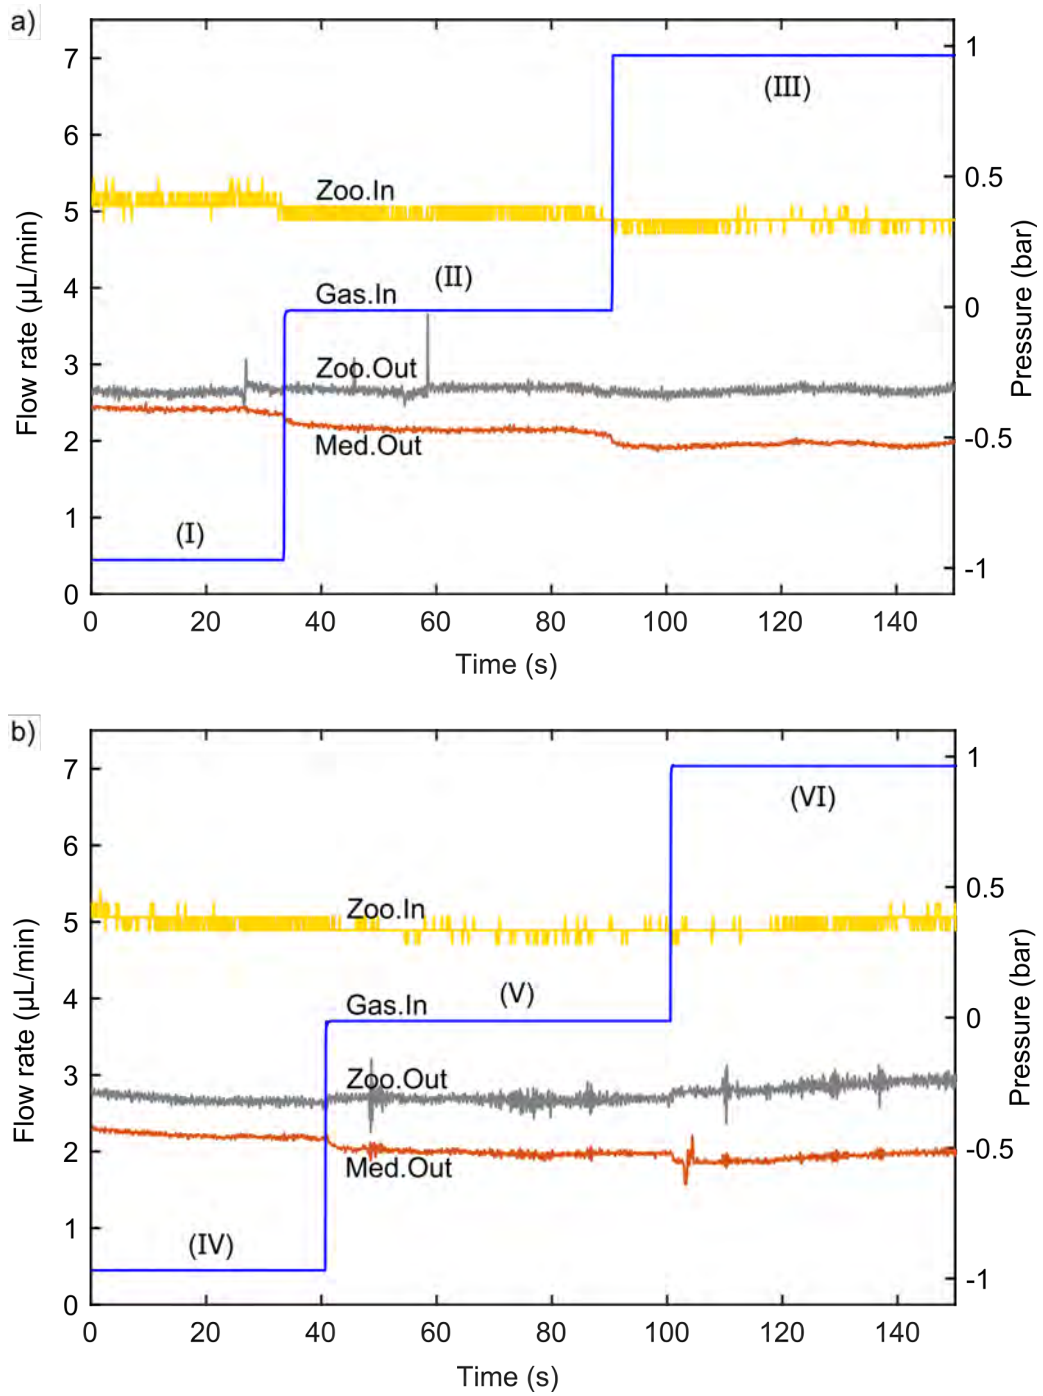 a)
7
6
5
4
3
2
1
0
Flow rate (µL/min)
1
0.5
0
-0.5
-1
Pressure (bar)
(III)
Zoo.In
(II)
Gas.In
Zoo.Out
Med.Out
(I)
0 20 40 60 80 100 120 140
Time (s)
b)
7
6
5
4
3
2
1
0
Flow rate (µL/min)
1
0.5
0
-0.5
-1
Pressure (bar)
(VI)
Zoo.In
(V)
Gas.In
Zoo.Out
Med.Out
(IV)
0 20 40 60 80 100 120 140
Time (s)